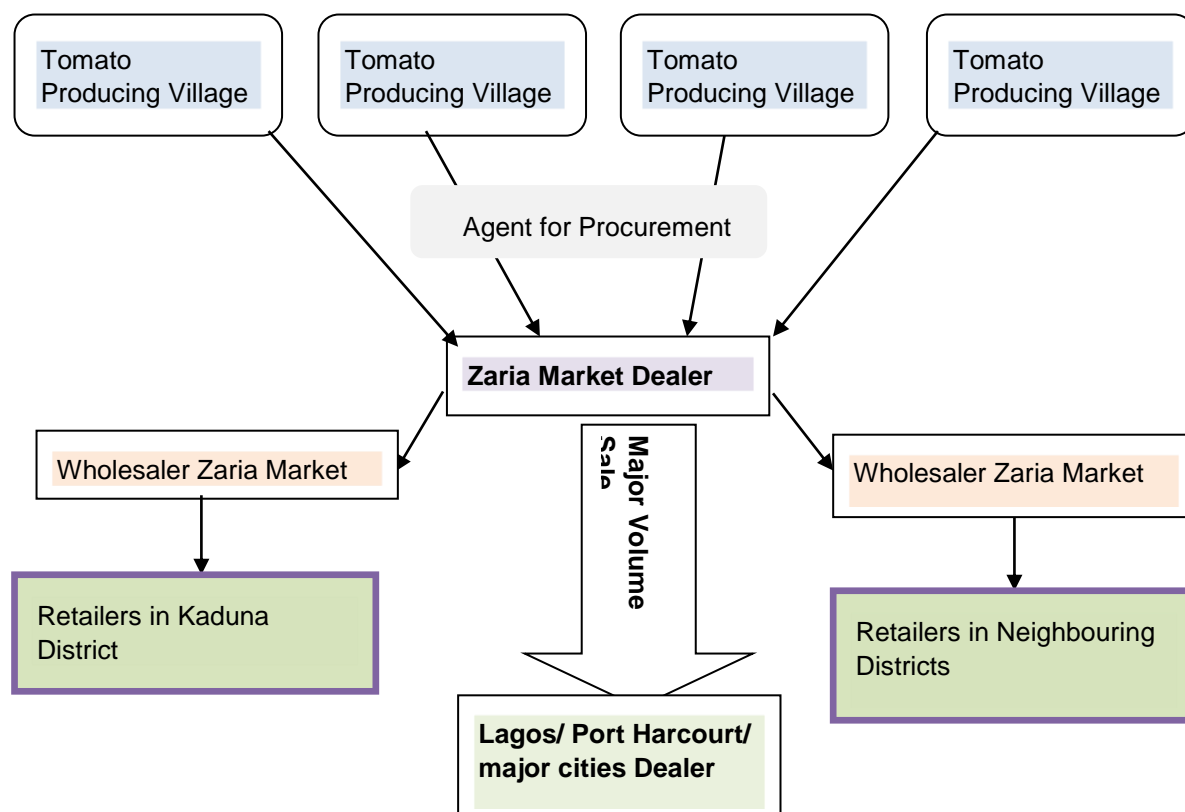 Tomato
Producing Village
Tomato
Producing Village
Tomato
Producing Village
Tomato
Producing Village
Agent for Procurement
Zaria Market Dealer
Wholesaler Zaria Market
Major Volume
Sale
Wholesaler Zaria Market
Retailers in Kaduna
District
Retailers in Neighbouring
Districts
Lagos/ Port Harcourt/
major cities Dealer